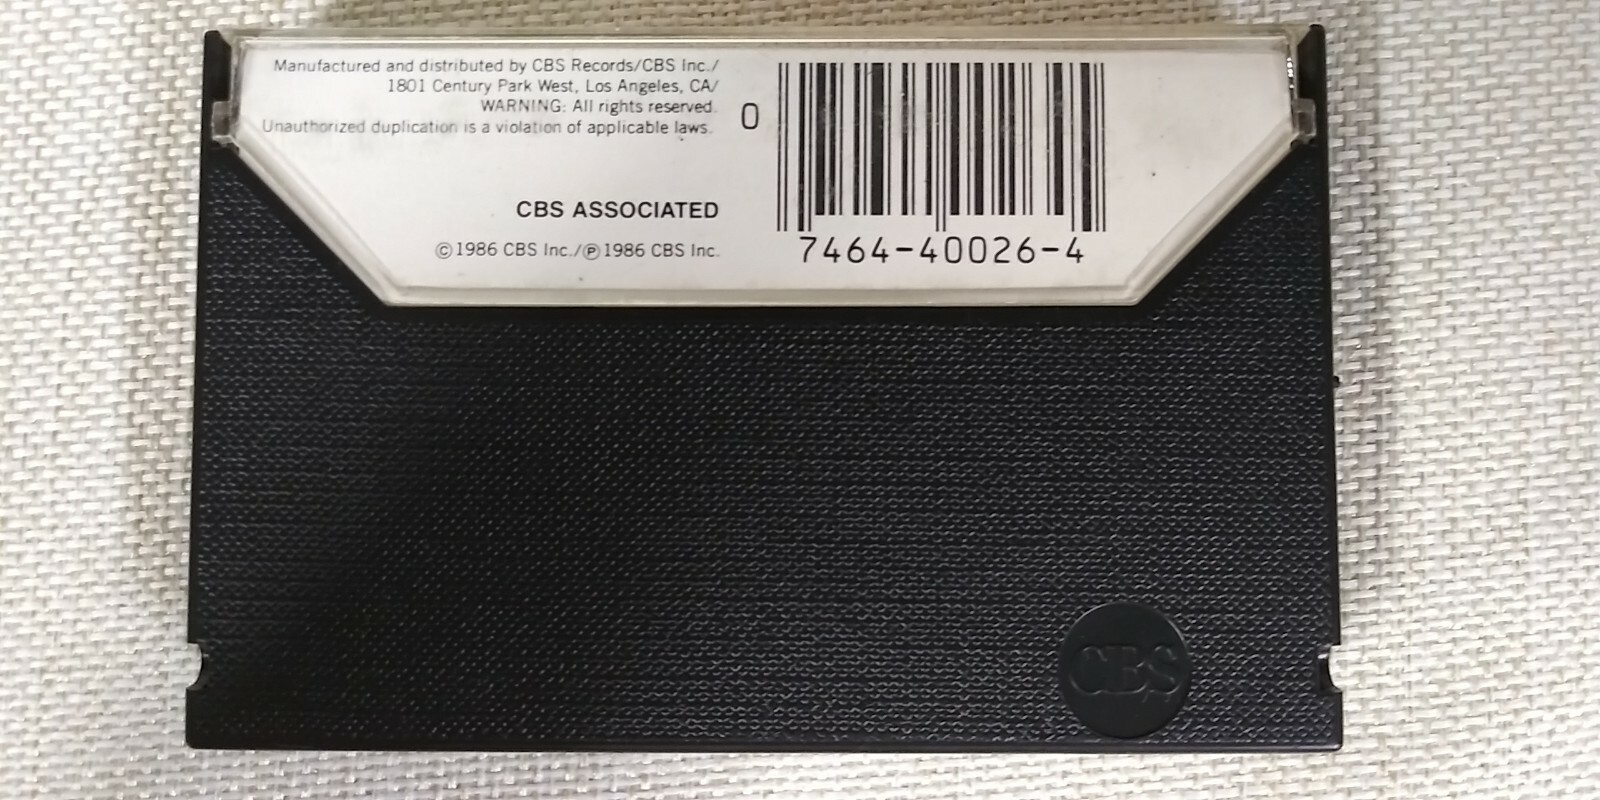 Manufactured and distributed by CBS Records/CBS Inc./
1801 Century Park West, Los Angeles, CA/
WARNING: All rights reserved.
Unauthorized duplication is a violation of applicable laws.
CBS ASSOCIATED
©1986 CBS Inc./℗1986 CBS Inc.
0
7464-40026-4
CBS